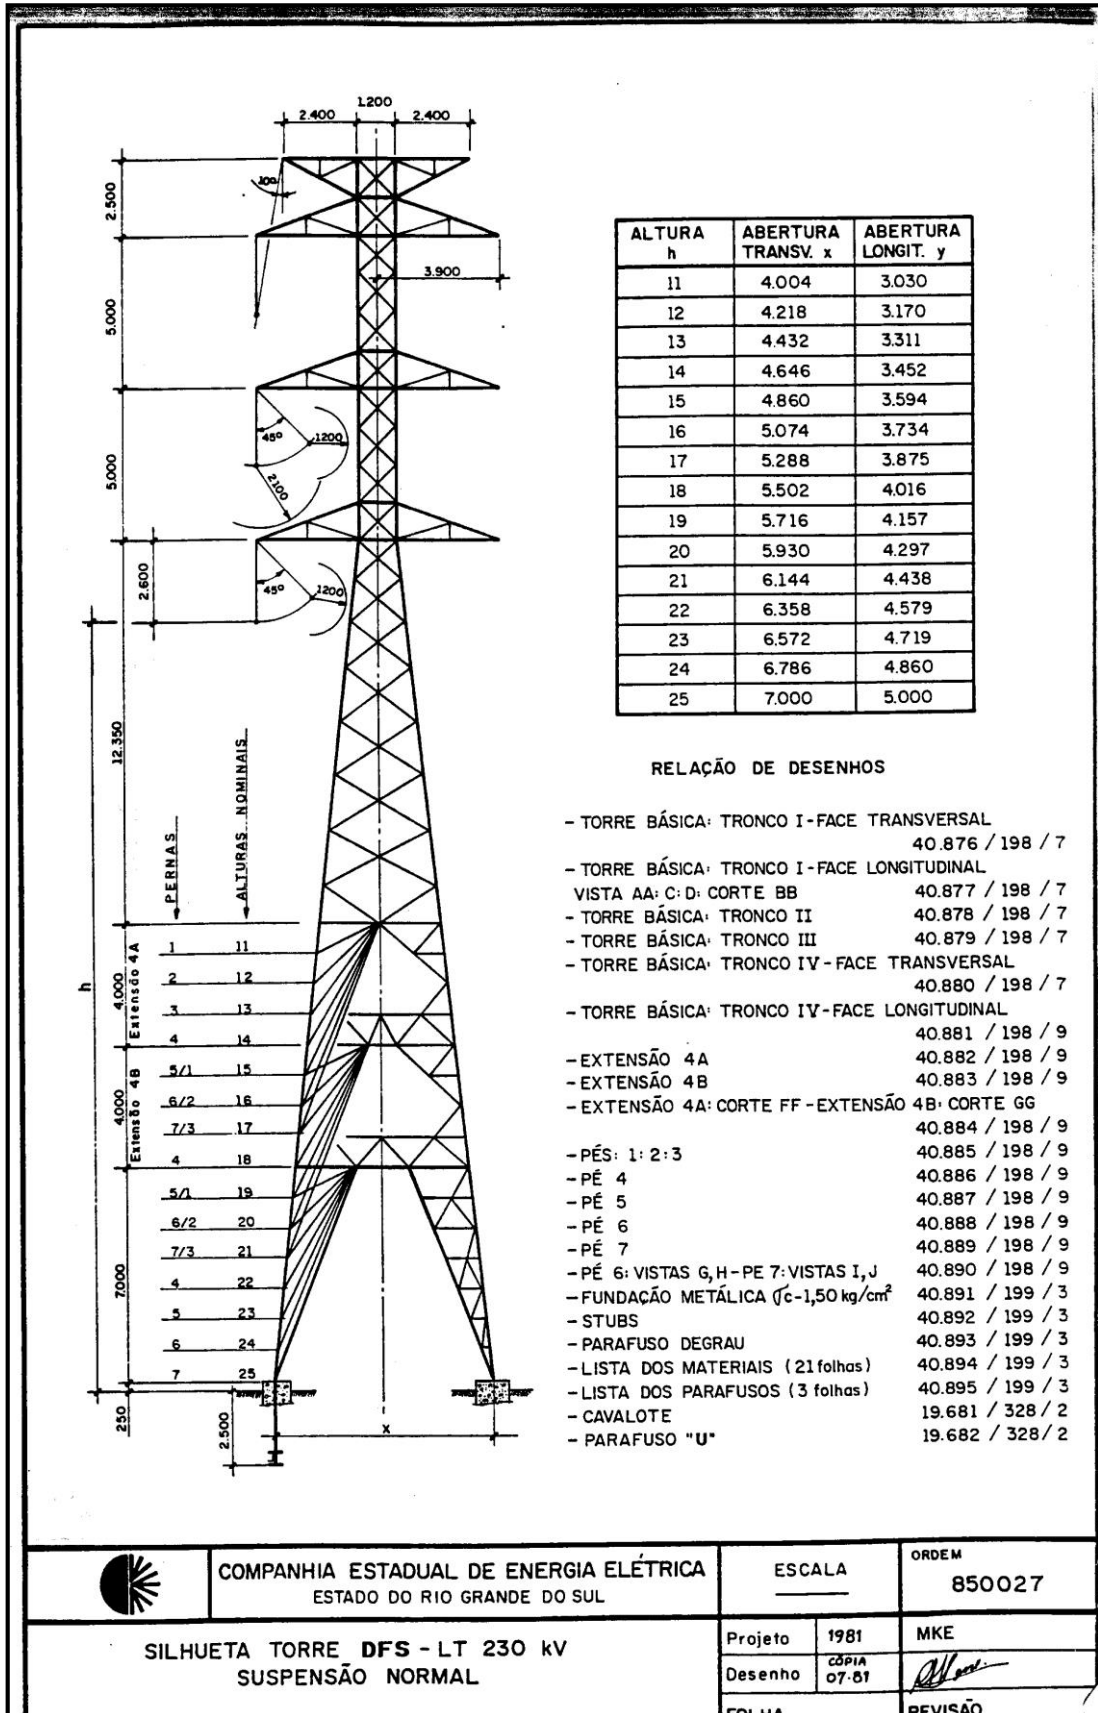 1.200
2.400
2.400
10º
2.500
3.900
5.000
45º
1200
2.100
5.000
2.600
45º
1200
12.350
h
PERNAS
ALTURAS NOMINAIS
4.000
Extensão 4A
4.000
Extensão 4B
7.000
250
2.500
x
1 11
2 12
3 13
4 14
5/1 15
6/2 16
7/3 17
4 18
5/1 19
6/2 20
7/3 21
4 22
5 23
6 24
7 25
ALTURA h ABERTURA TRANSV. x ABERTURA LONGIT. y
11 4.004 3.030
12 4.218 3.170
13 4.432 3.311
14 4.646 3.452
15 4.860 3.594
16 5.074 3.734
17 5.288 3.875
18 5.502 4.016
19 5.716 4.157
20 5.930 4.297
21 6.144 4.438
22 6.358 4.579
23 6.572 4.719
24 6.786 4.860
25 7.000 5.000
RELAÇÃO DE DESENHOS
- TORRE BÁSICA: TRONCO I - FACE TRANSVERSAL
40.876 / 198 / 7
- TORRE BÁSICA: TRONCO I - FACE LONGITUDINAL
VISTA AA: C: D: CORTE BB 40.877 / 198 / 7
- TORRE BÁSICA: TRONCO II 40.878 / 198 / 7
- TORRE BÁSICA: TRONCO III 40.879 / 198 / 7
- TORRE BÁSICA: TRONCO IV - FACE TRANSVERSAL
40.880 / 198 / 7
- TORRE BÁSICA: TRONCO IV - FACE LONGITUDINAL
40.881 / 198 / 9
- EXTENSÃO 4A 40.882 / 198 / 9
- EXTENSÃO 4B 40.883 / 198 / 9
- EXTENSÃO 4A: CORTE FF - EXTENSÃO 4B: CORTE GG
40.884 / 198 / 9
- PÉS: 1: 2: 3 40.885 / 198 / 9
- PÉ 4 40.886 / 198 / 9
- PÉ 5 40.887 / 198 / 9
- PÉ 6 40.888 / 198 / 9
- PÉ 7 40.889 / 198 / 9
- PÉ 6: VISTAS G, H - PE 7: VISTAS I, J 40.890 / 198 / 9
- FUNDAÇÃO METÁLICA σc - 1,50 kg/cm² 40.891 / 199 / 3
- STUBS 40.892 / 199 / 3
- PARAFUSO DEGRAU 40.893 / 199 / 3
- LISTA DOS MATERIAIS (21 folhas) 40.894 / 199 / 3
- LISTA DOS PARAFUSOS (3 folhas) 40.895 / 199 / 3
- CAVALOTE 19.681 / 328 / 2
- PARAFUSO "U" 19.682 / 328 / 2
COMPANHIA ESTADUAL DE ENERGIA ELÉTRICA
ESTADO DO RIO GRANDE DO SUL
ESCALA
ORDEM
850027
SILHUETA TORRE DFS - LT 230 kV
SUSPENSÃO NORMAL
Projeto 1981 MKE
Desenho CÓPIA 07-81
FOLHA REVISÃO